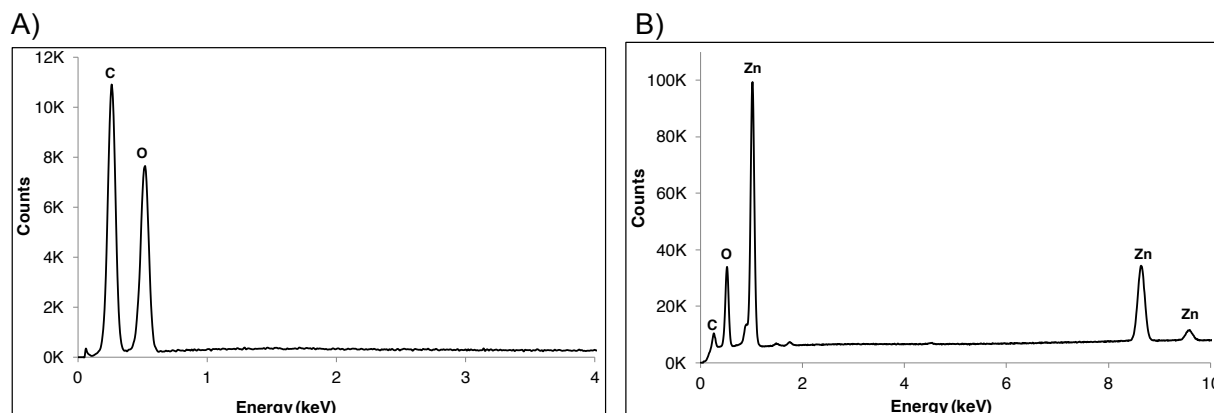 A)
12K
10K
8K
6K
4K
2K
0K
Counts
C
O
0 1 2 3 4
Energy (keV)
B)
100K
80K
60K
40K
20K
0K
Counts
C
O
Zn
Zn
Zn
0 2 4 6 8 10
Energy (keV)